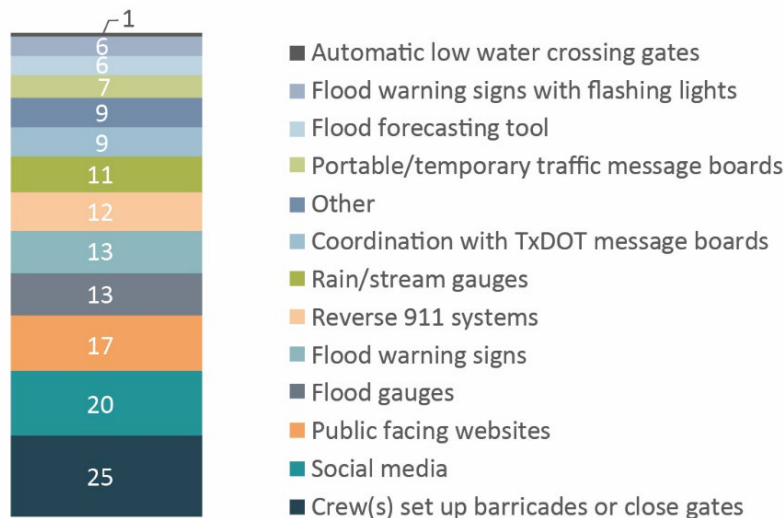 1
6
6
7
9
9
11
12
13
13
17
20
25
Automatic low water crossing gates
Flood warning signs with flashing lights
Flood forecasting tool
Portable/temporary traffic message boards
Other
Coordination with TxDOT message boards
Rain/stream gauges
Reverse 911 systems
Flood warning signs
Flood gauges
Public facing websites
Social media
Crew(s) set up barricades or close gates